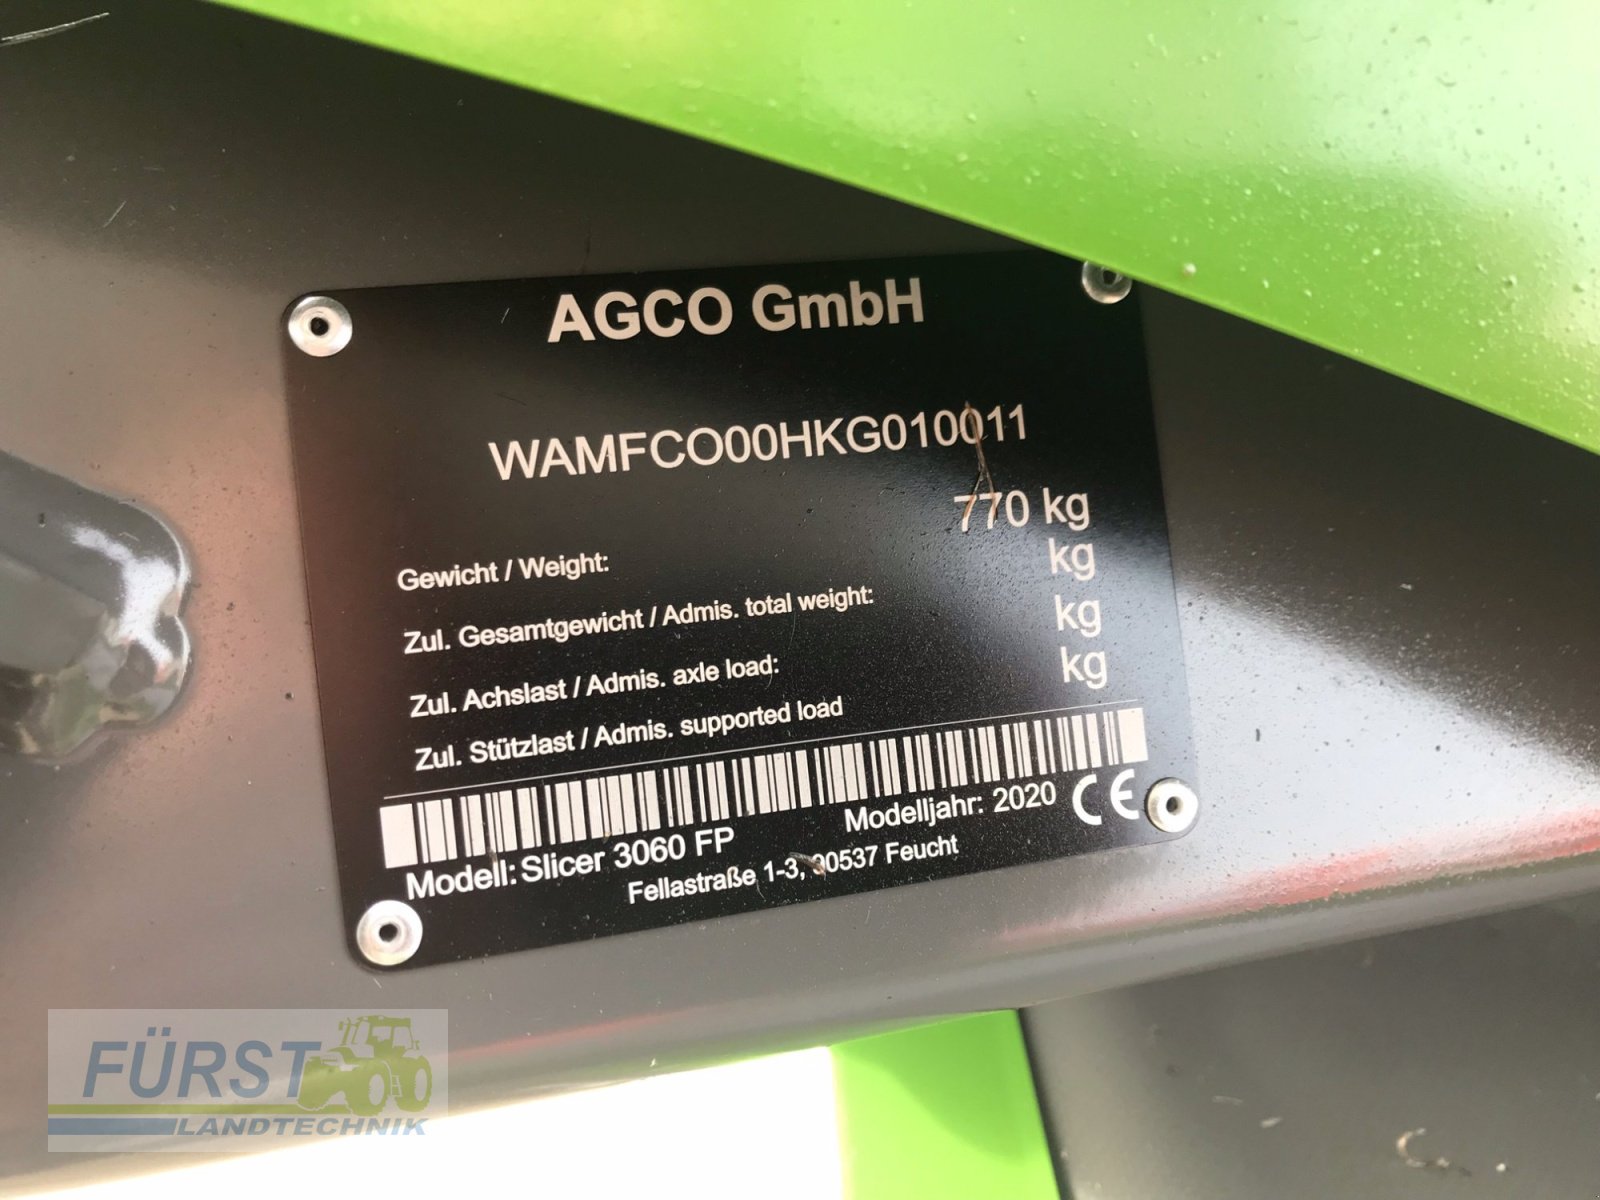 AGCO GmbH
WAMFCO00HKG010011
770 kg
Gewicht / Weight:
kg
Zul. Gesamtgewicht / Admis. total weight:
kg
Zul. Achslast / Admis. axle load:
kg
Zul. Stützlast / Admis. supported load
Modell: Slicer 3060 FP Modelljahr: 2020 CE
Fellastraße 1-3, 90537 Feucht
FÜRST
LANDTECHNIK